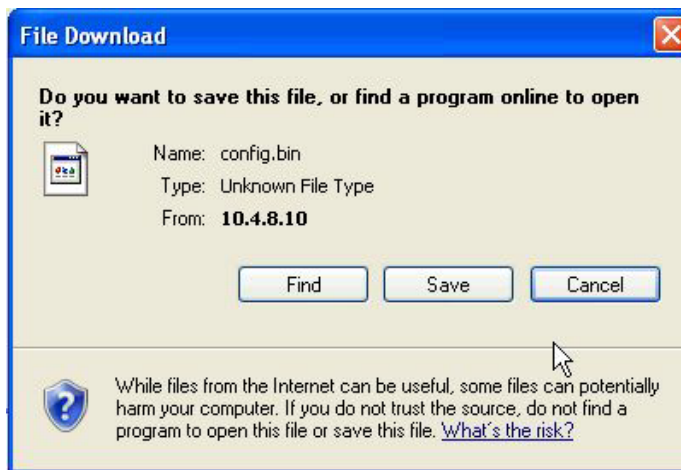 File Download
Do you want to save this file, or find a program online to open
it?
Name: config.bin
Type: Unknown File Type
From: 10.4.8.10
Find Save Cancel
While files from the Internet can be useful, some files can potentially
harm your computer. If you do not trust the source, do not find a
program to open this file or save this file. What's the risk?